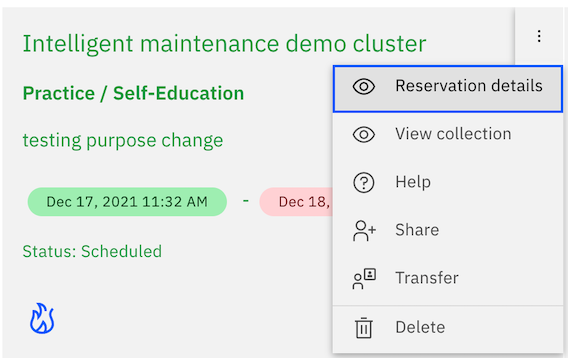 Intelligent maintenance demo cluster
Practice / Self-Education
testing purpose change
Dec 17, 2021 11:32 AM - Dec 18,
Status: Scheduled
Reservation details
View collection
Help
Share
Transfer
Delete